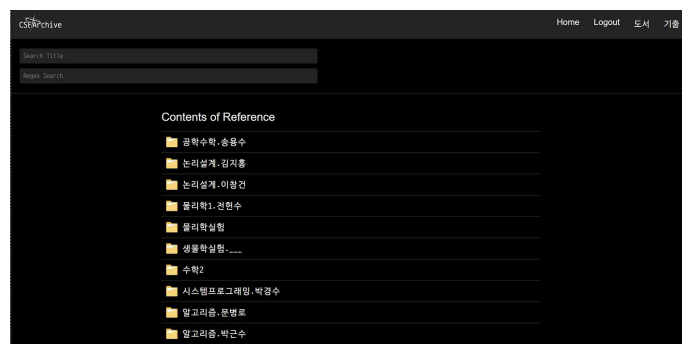 CSEArchive
Home Logout 도서 기출
Search Title
Regex Search
Contents of Reference
공학수학.송용수
논리설계.김지홍
논리설계.이창건
물리학1.전헌수
물리학실험
생물학실험.___
수학2
시스템프로그래밍.박경수
알고리즘.문병로
알고리즘.박근수